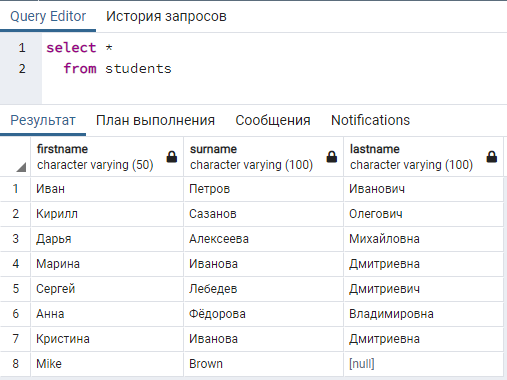 Query Editor История запросов
1 select *
2 from students
Результат План выполнения Сообщения Notifications
firstname surname lastname
character varying (50) character varying (100) character varying (100)
1 Иван Петров Иванович
2 Кирилл Сазанов Олегович
3 Дарья Алексеева Михайловна
4 Марина Иванова Дмитриевна
5 Сергей Лебедев Дмитриевич
6 Анна Фёдорова Владимировна
7 Кристина Иванова Дмитриевна
8 Mike Brown [null]